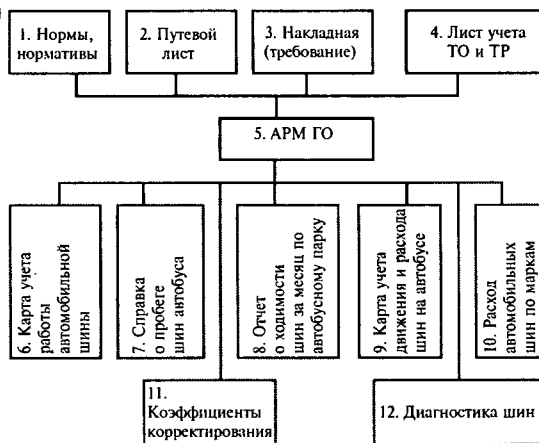 1. Нормы,
нормативы
2. Путевой
лист
3. Накладная
(требование)
4. Лист учета
ТО и ТР
5. АРМ ГО
6. Карта учета
работы
автомобильной
шины
7. Справка
о пробеге
шин автобуса
8. Отчет
о ходимости
шин за месяц по
автобусному парку
9. Карта учета
движения и расхода
шин на автобусе
10. Расход
автомобильных
шин по маркам
11.
Коэффициенты
корректирования
12. Диагностика шин